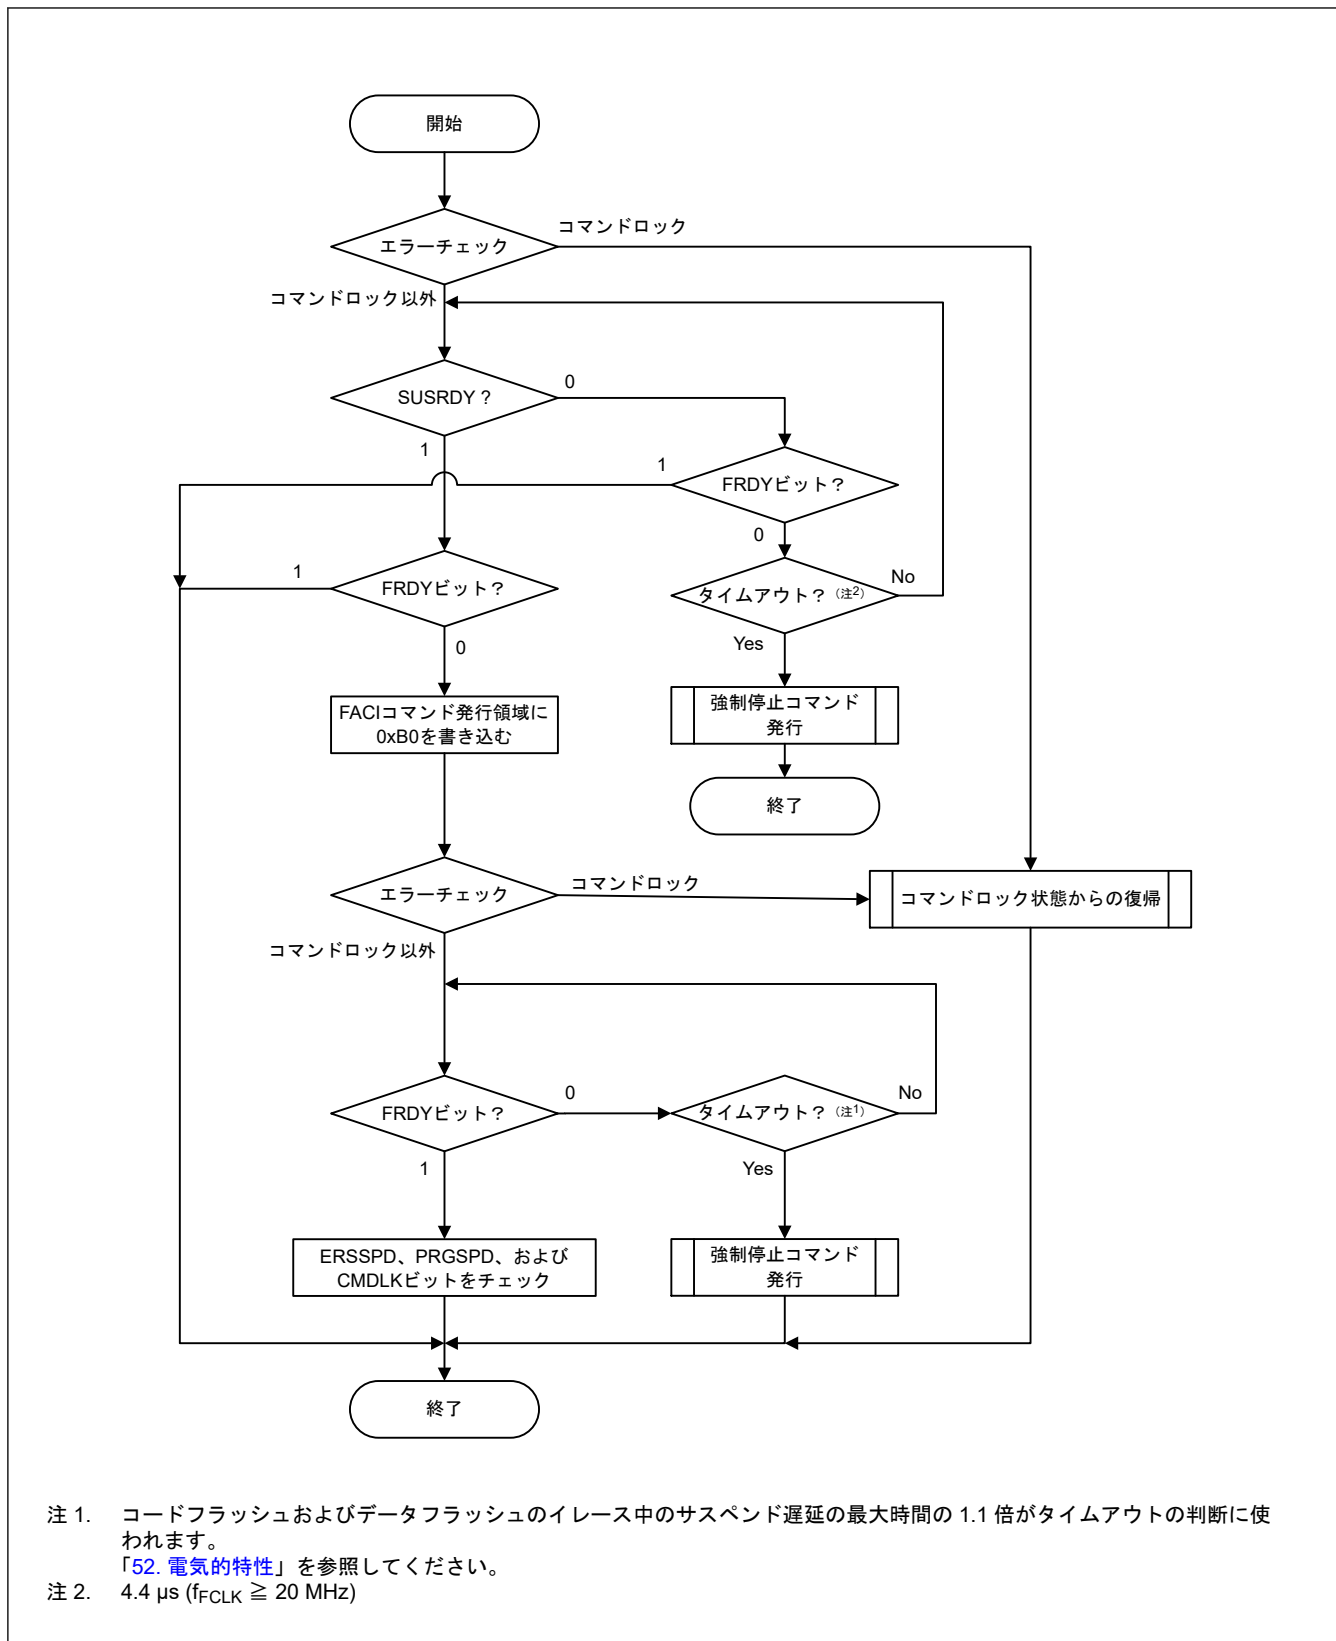 開始
エラーチェック
コマンドロック
コマンドロック以外
SUSRDY ?
0
1
FRDYビット?
1
0
FRDYビット?
1
0
タイムアウト? (注2)
No
Yes
強制停止コマンド
発行
終了
FACIコマンド発行領域に
0xB0を書き込む
エラーチェック
コマンドロック
コマンドロック状態からの復帰
コマンドロック以外
FRDYビット?
0
1
タイムアウト? (注1)
No
Yes
ERSSPD、PRGSPD、および
CMDLKビットをチェック
強制停止コマンド
発行
終了
注 1. コードフラッシュおよびデータフラッシュのイレース中のサスペンド遅延の最大時間の 1.1 倍がタイムアウトの判断に使
われます。
「52. 電気的特性」を参照してください。
注 2. 4.4 µs (fFCLK ≧ 20 MHz)